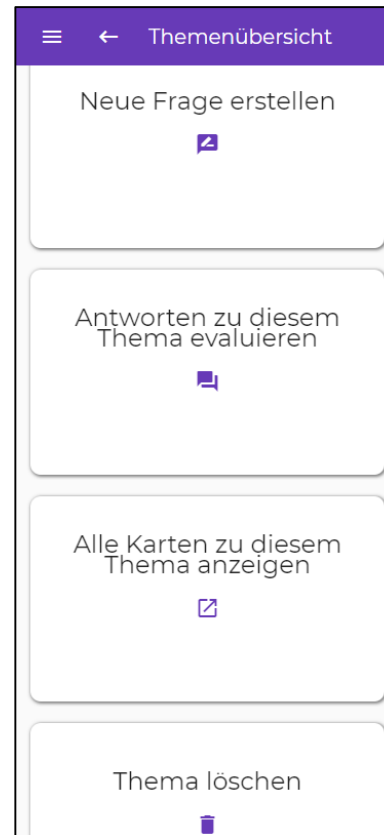 Themenübersicht
Neue Frage erstellen
Antworten zu diesem
Thema evaluieren
Alle Karten zu diesem
Thema anzeigen
Thema löschen